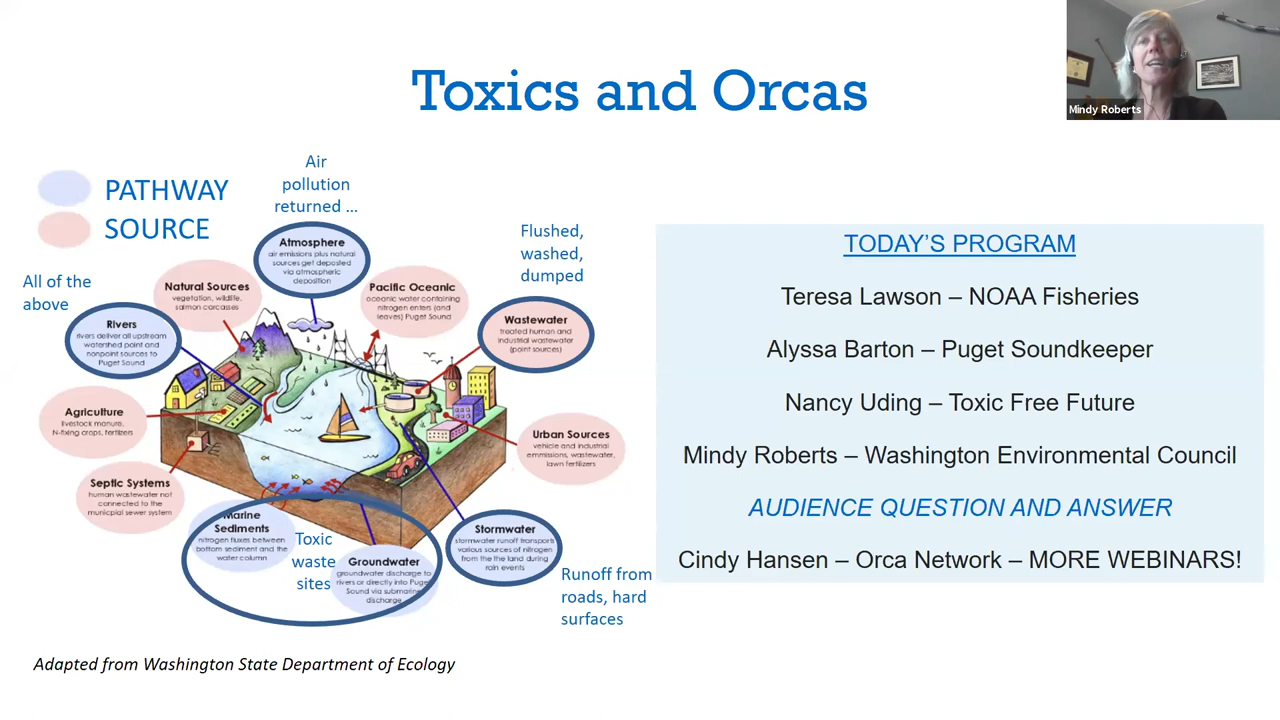 Toxics and Orcas
Mindy Roberts
PATHWAY
SOURCE
Air
pollution
returned ...
Atmosphere
air emissions plus natural
sources get deposited
via atmospheric
deposition
Flushed,
washed,
dumped
All of the
above
Natural Sources
vegetation, wildlife,
salmon carcasses
Pacific Oceanic
oceanic water containing
nitrogen enters (and
leaves) Puget Sound
Rivers
rivers deliver all upstream
watershed point and
nonpoint sources to
Puget Sound
Wastewater
treated human and
industrial wastewater
(point sources)
Agriculture
livestock manure,
N-fixing crops, fertilizers
Urban Sources
vehicle and industrial
emmissions, wastewater,
lawn fertilizers
Septic Systems
human wastewater not
connected to the
municpial sewer system
Marine
Sediments
nitrogen fluxes between
bottom sediment and the
water column
Toxic
waste
sites
Groundwater
groundwater discharge to
rivers or directly into Puget
Sound via submarine
discharge
Stormwater
stormwater runoff transports
various sources of nitrogen
from the the land during
rain events
Runoff from
roads, hard
surfaces
Adapted from Washington State Department of Ecology
TODAY'S PROGRAM
Teresa Lawson – NOAA Fisheries
Alyssa Barton – Puget Soundkeeper
Nancy Uding – Toxic Free Future
Mindy Roberts – Washington Environmental Council
AUDIENCE QUESTION AND ANSWER
Cindy Hansen – Orca Network – MORE WEBINARS!